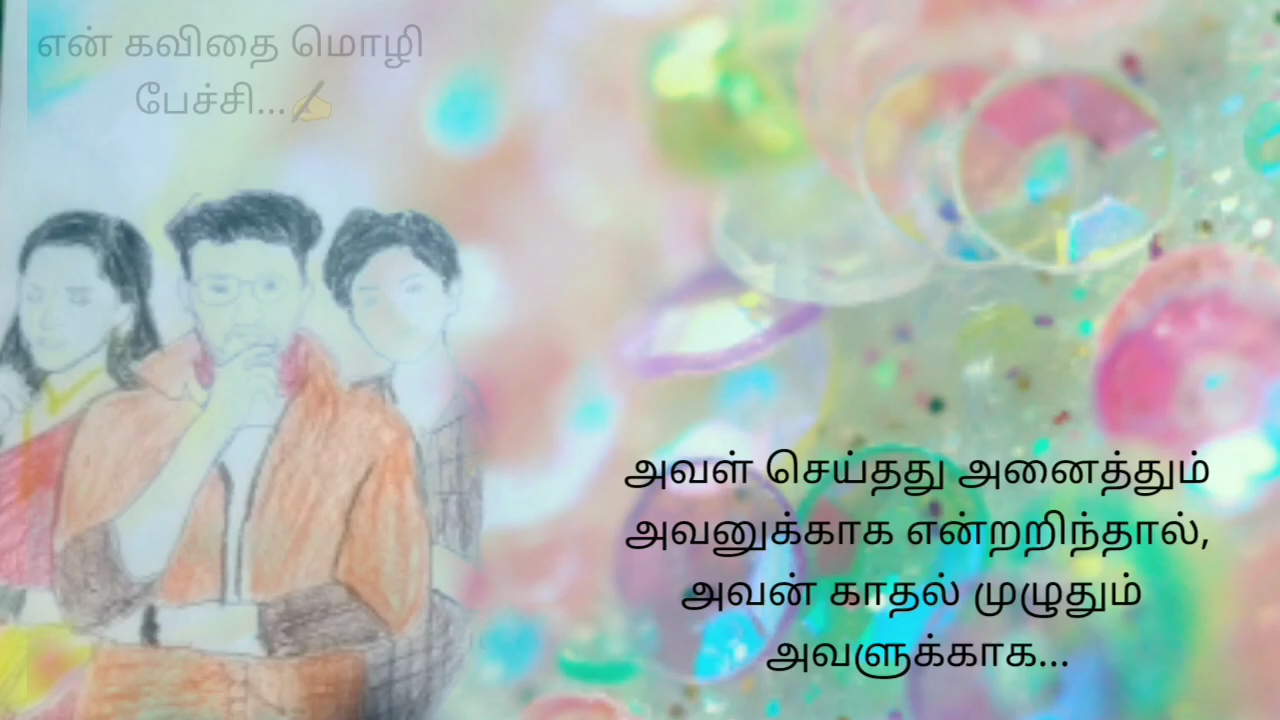 என் கவிதை மொழி
பேச்சி...✍️
அவள் செய்தது அனைத்தும்
அவனுக்காக என்றறிந்தால்,
அவன் காதல் முழுதும்
அவளுக்காக...